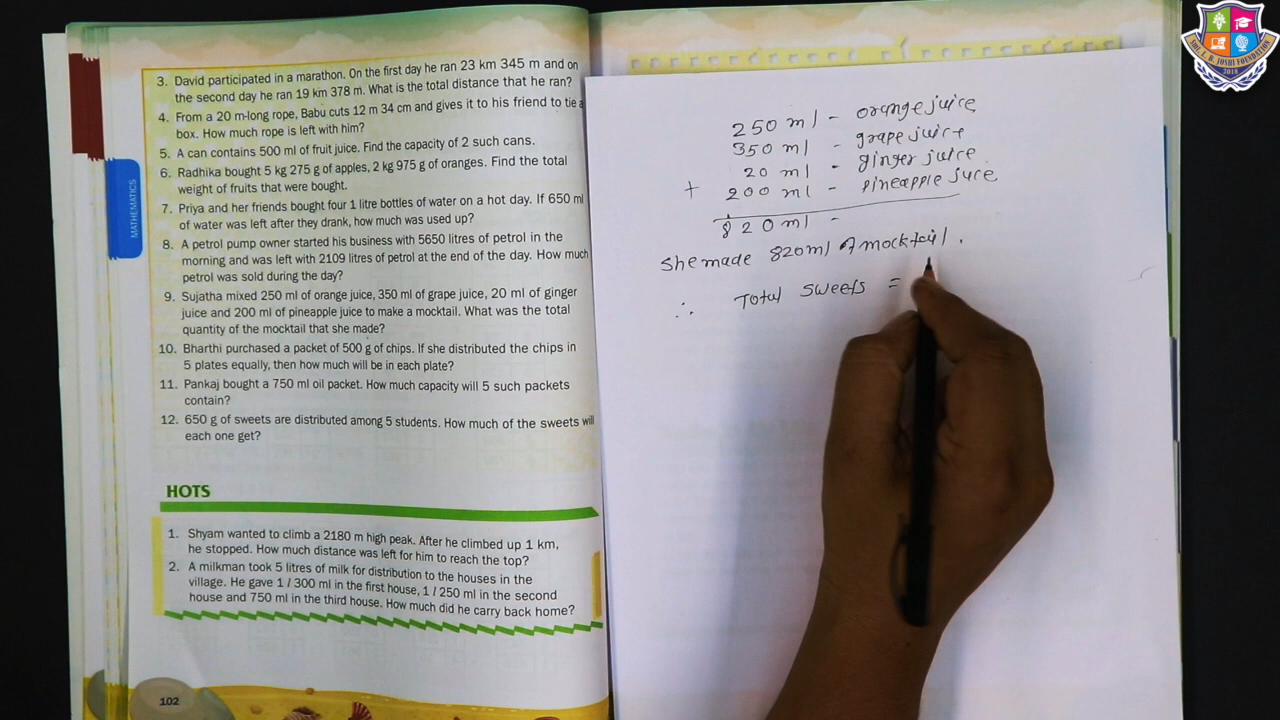 3. David participated in a marathon. On the first day he ran 23 km 345 m and on
the second day he ran 19 km 378 m. What is the total distance that he ran?
4. From a 20 m-long rope, Babu cuts 12 m 34 cm and gives it to his friend to tie a
box. How much rope is left with him?
5. A can contains 500 ml of fruit juice. Find the capacity of 2 such cans.
6. Radhika bought 5 kg 275 g of apples, 2 kg 975 g of oranges. Find the total
weight of fruits that were bought.
7. Priya and her friends bought four 1 litre bottles of water on a hot day. If 650 ml
of water was left after they drank, how much was used up?
8. A petrol pump owner started his business with 5650 litres of petrol in the
morning and was left with 2109 litres of petrol at the end of the day. How much
petrol was sold during the day?
9. Sujatha mixed 250 ml of orange juice, 350 ml of grape juice, 20 ml of ginger
juice and 200 ml of pineapple juice to make a mocktail. What was the total
quantity of the mocktail that she made?
10. Bharthi purchased a packet of 500 g of chips. If she distributed the chips in
5 plates equally, then how much will be in each plate?
11. Pankaj bought a 750 ml oil packet. How much capacity will 5 such packets
contain?
12. 650 g of sweets are distributed among 5 students. How much of the sweets will
each one get?
MATHEMATICS
HOTS
1. Shyam wanted to climb a 2180 m high peak. After he climbed up 1 km,
he stopped. How much distance was left for him to reach the top?
2. A milkman took 5 litres of milk for distribution to the houses in the
village. He gave 1 l 300 ml in the first house, 1 l 250 ml in the second
house and 750 ml in the third house. How much did he carry back home?
102
250 ml - orange juice
350 ml - grape juice
20 ml - ginger juice
+ 200 ml - pineapple juce
820 ml -
She made 820 ml of mocktail.
∴ Total sweets =
SHRI. L. B. JOSHI FOUNDATION
2018